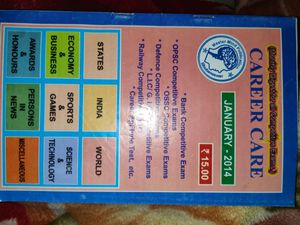 CAREER CARE
JANUARY - 2014
₹ 15.00
* Bank Competitive Exam
* OPSC Competitive Exams
* OSSC Competitive Exams
* Defence Competitive Exams
* Railway Competitive Exams
STATES
INDIA
WORLD
ECONOMY & BUSINESS
SPORTS & GAMES
SCIENCE & TECHNOLOGY
AWARDS & HONOURS
PERSONS IN NEWS
MISCELLANEOUS